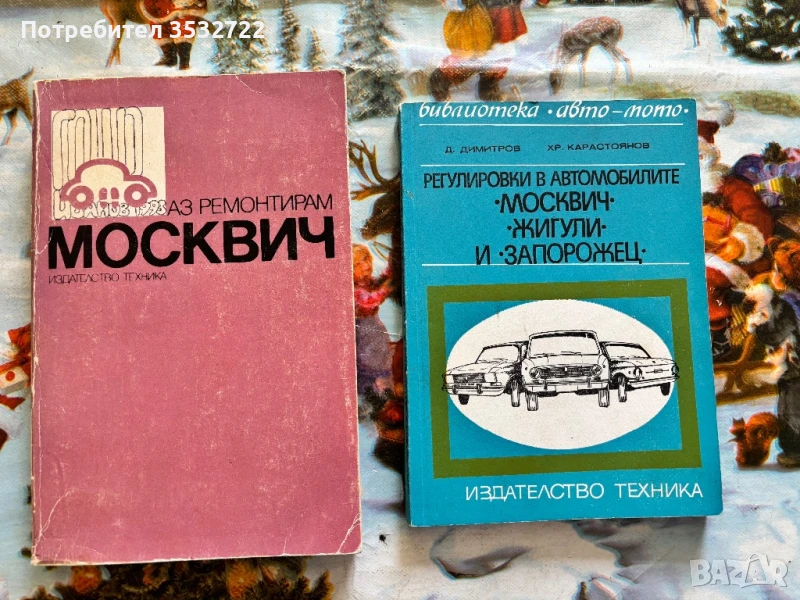 Потребител 3532722
АЗ РЕМОНТИРАМ
МОСКВИЧ
ИЗДАТЕЛСТВО ТЕХНИКА
библиотека · авто-мото ·
Д. ДИМИТРОВ ХР. КАРАСТОЯНОВ
РЕГУЛИРОВКИ В АВТОМОБИЛИТЕ
·МОСКВИЧ·
·ЖИГУЛИ·
И ·ЗАПОРОЖЕЦ·
ИЗДАТЕЛСТВО ТЕХНИКА
BAZAR